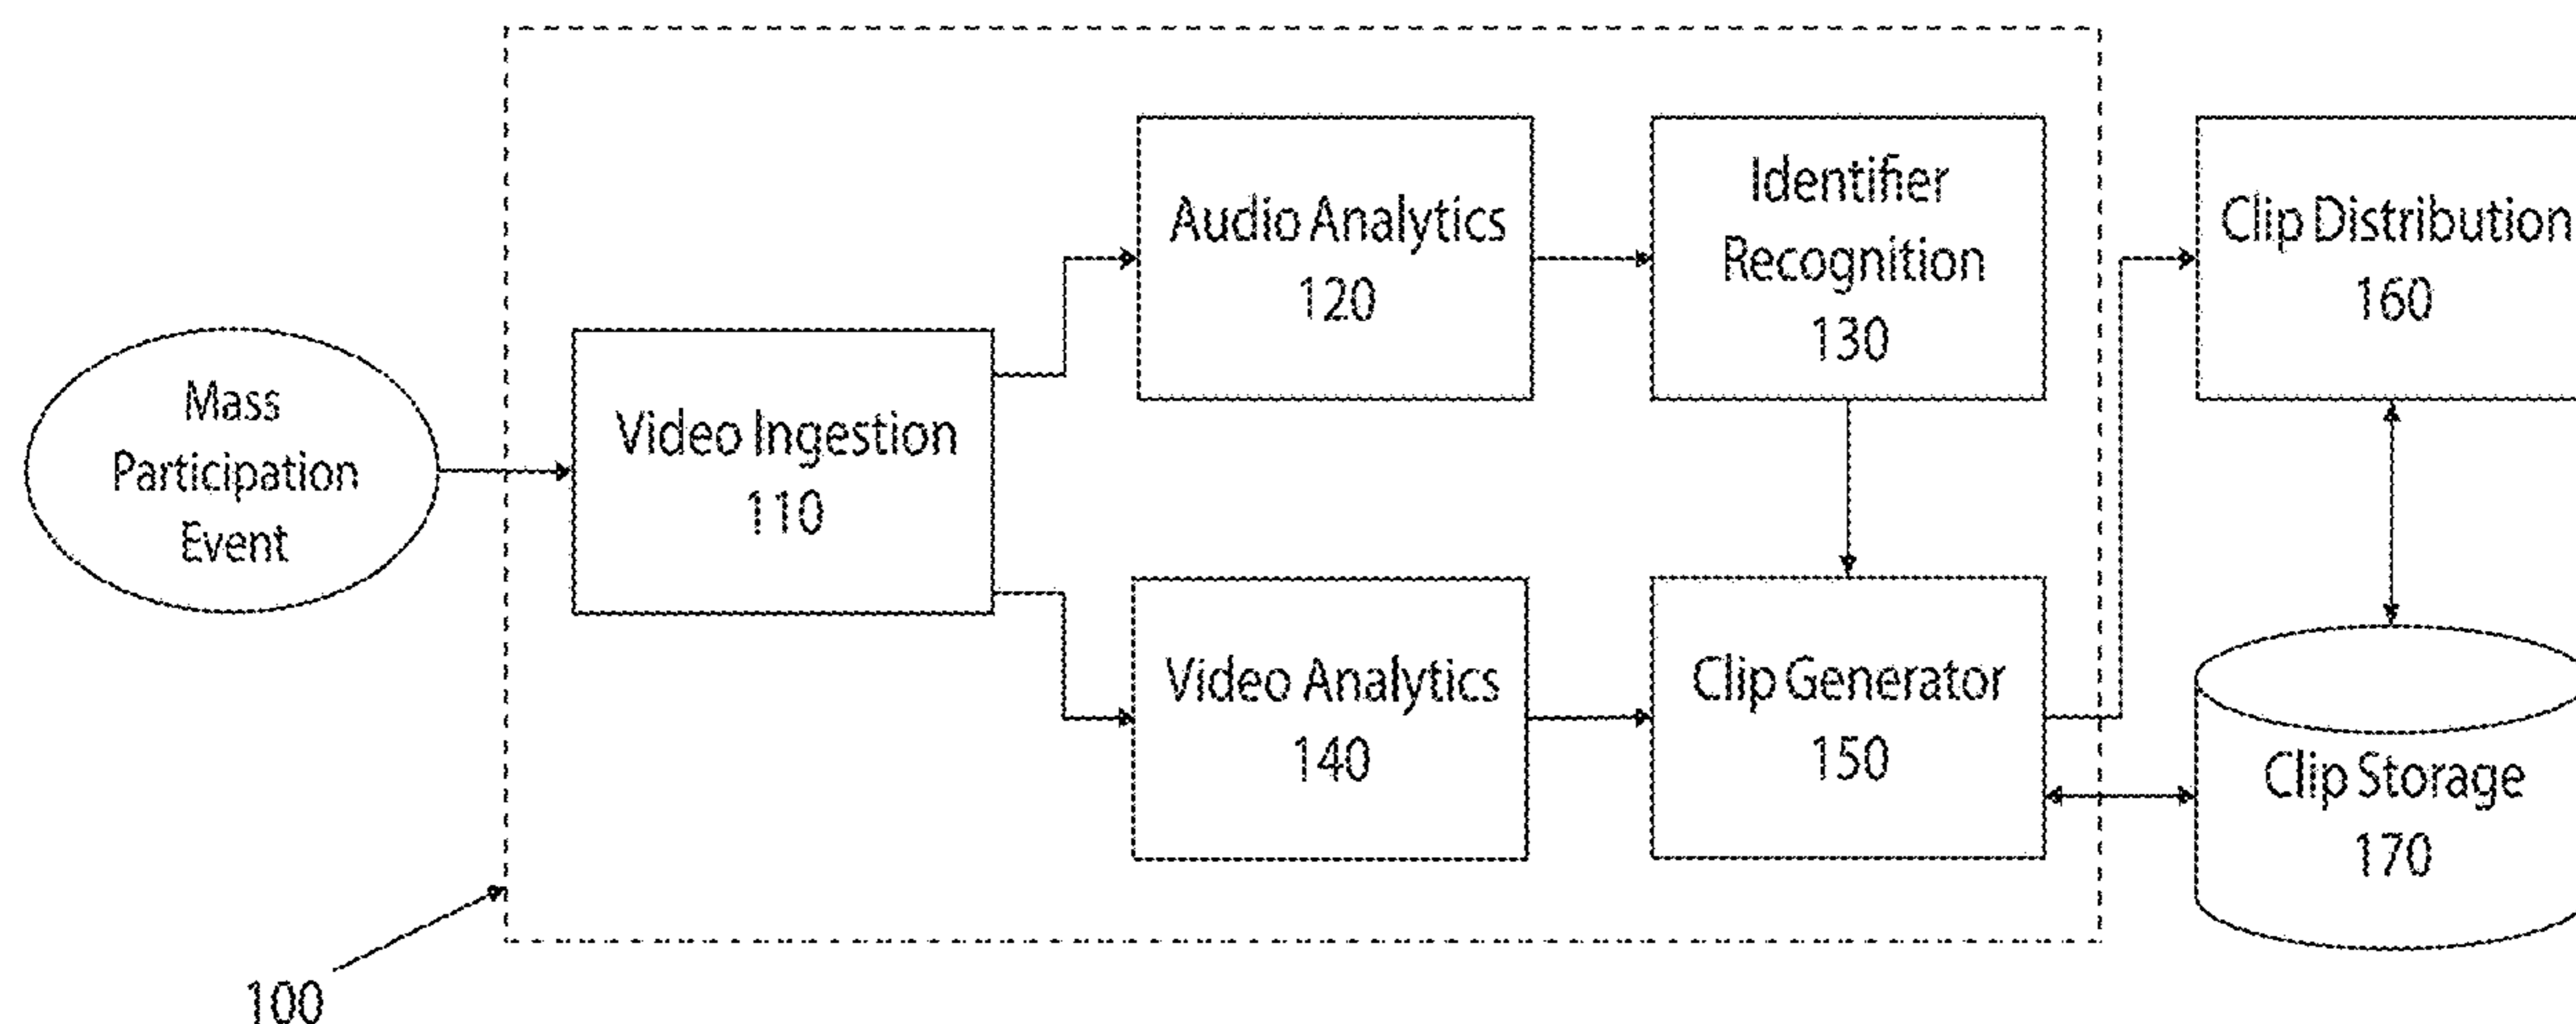 Mass
Participation
Event
Video Ingestion
110
Audio Analytics
120
Identifier
Recognition
130
Video Analytics
140
Clip Generator
150
Clip Distribution
160
Clip Storage
170
100